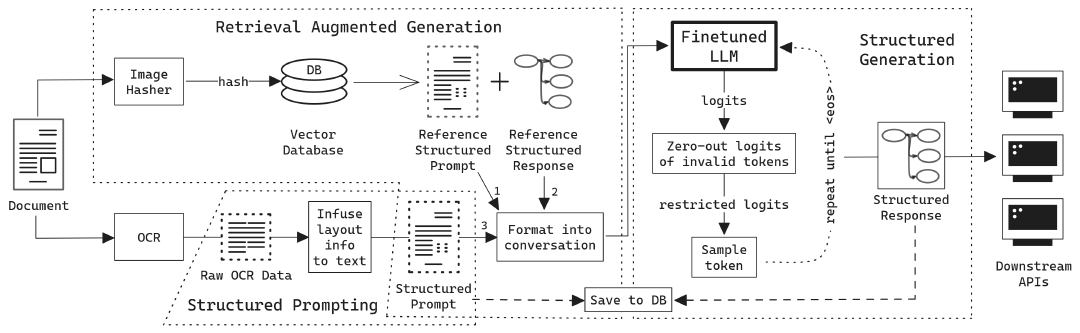 Retrieval Augmented Generation
Image
Hasher
hash
DB
Vector
Database
+
Reference
Structured
Prompt
Reference
Structured
Response
1
2
Document
OCR
Raw OCR Data
Infuse
layout
info
to text
Structured
Prompt
3
Format into
conversation
Structured Prompting
Save to DB
Finetuned
LLM
Structured
Generation
logits
Zero-out logits
of invalid tokens
restricted logits
Sample
token
repeat until <eos>
Structured
Response
Downstream
APIs